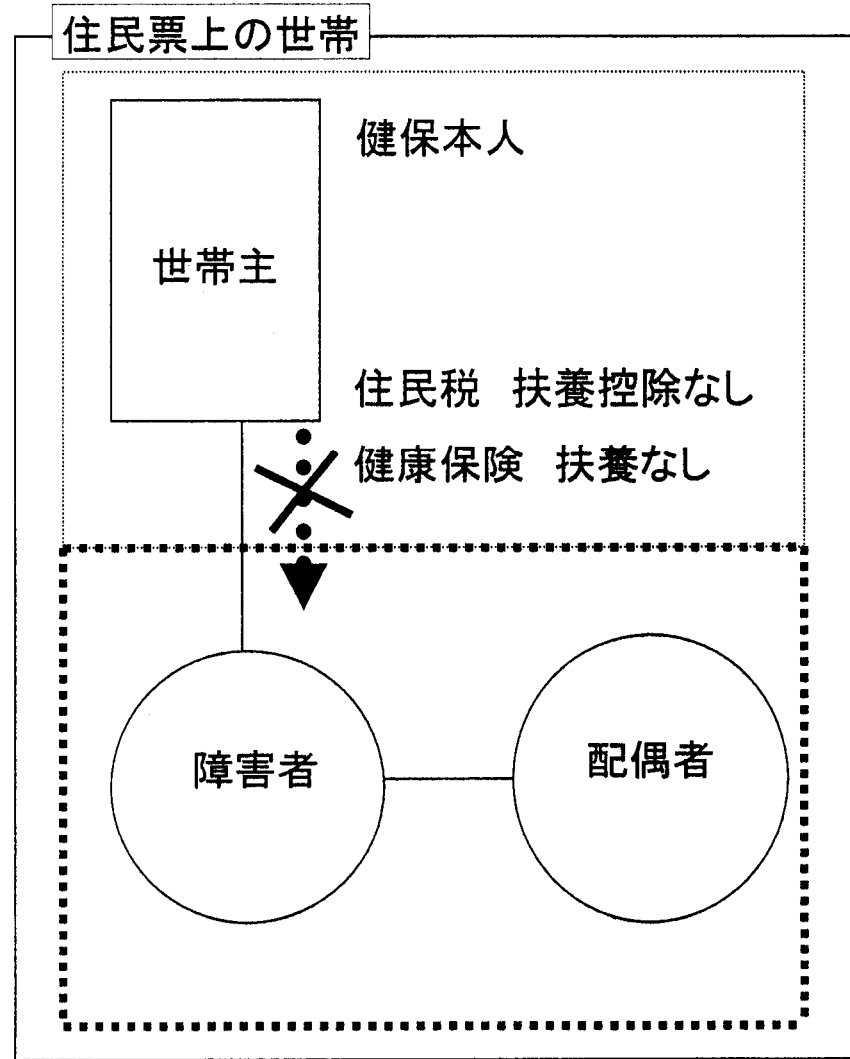 住民票上の世帯
健保本人
世帯主
住民税 扶養控除なし
健康保険 扶養なし
障害者
配偶者